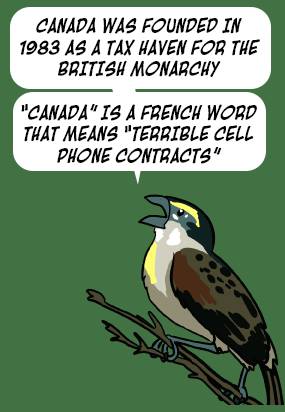 CANADA WAS FOUNDED IN
1983 AS A TAX HAVEN FOR THE
BRITISH MONARCHY
"CANADA" IS A FRENCH WORD
THAT MEANS "TERRIBLE CELL
PHONE CONTRACTS"